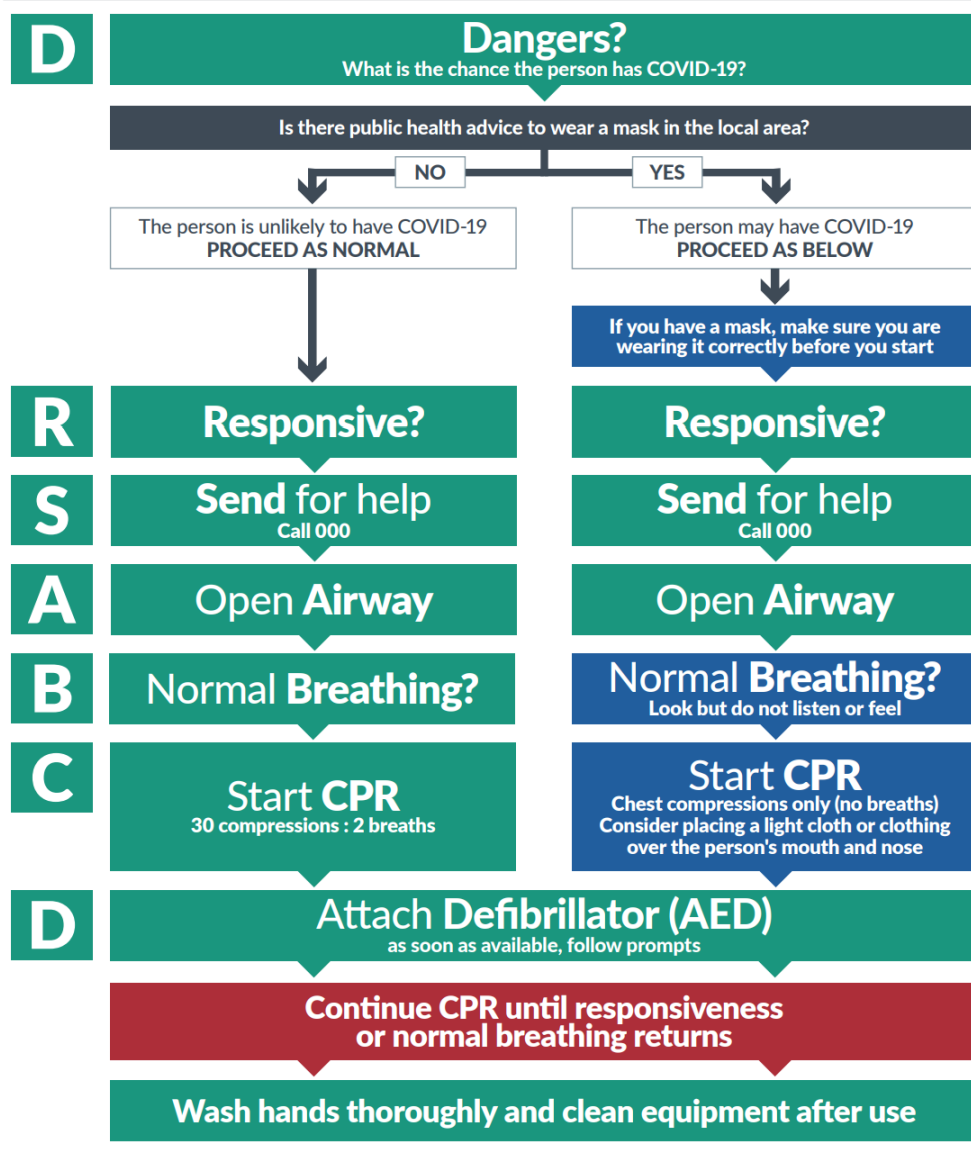 D
Dangers?
What is the chance the person has COVID-19?
Is there public health advice to wear a mask in the local area?
NO
YES
The person is unlikely to have COVID-19
PROCEED AS NORMAL
The person may have COVID-19
PROCEED AS BELOW
If you have a mask, make sure you are
wearing it correctly before you start
R
Responsive?
Responsive?
S
Send for help
Call 000
Send for help
Call 000
A
Open Airway
Open Airway
B
Normal Breathing?
Normal Breathing?
Look but do not listen or feel
C
Start CPR
30 compressions : 2 breaths
Start CPR
Chest compressions only (no breaths)
Consider placing a light cloth or clothing
over the person's mouth and nose
D
Attach Defibrillator (AED)
as soon as available, follow prompts
Continue CPR until responsiveness
or normal breathing returns
Wash hands thoroughly and clean equipment after use